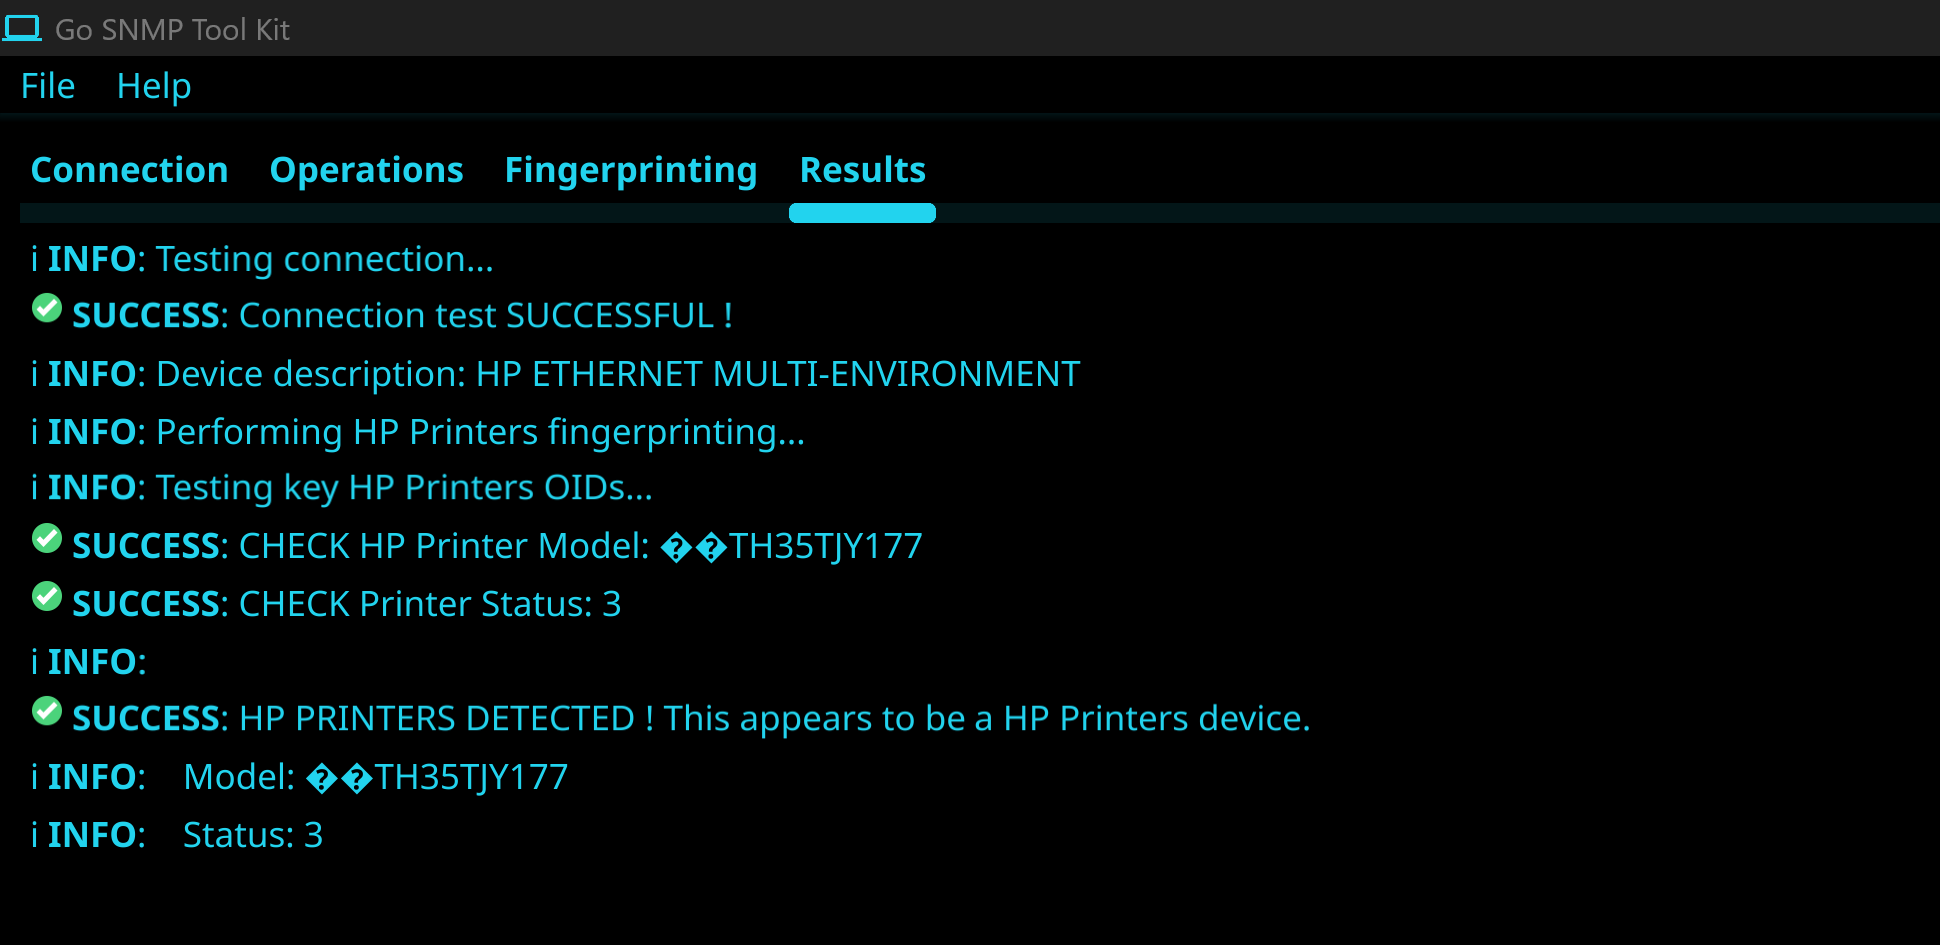 Go SNMP Tool Kit
File Help
Connection Operations Fingerprinting Results
i INFO: Testing connection...
SUCCESS: Connection test SUCCESSFUL !
i INFO: Device description: HP ETHERNET MULTI-ENVIRONMENT
i INFO: Performing HP Printers fingerprinting...
i INFO: Testing key HP Printers OIDs...
SUCCESS: CHECK HP Printer Model: ��TH35TJY177
SUCCESS: CHECK Printer Status: 3
i INFO:
SUCCESS: HP PRINTERS DETECTED ! This appears to be a HP Printers device.
i INFO: Model: ��TH35TJY177
i INFO: Status: 3